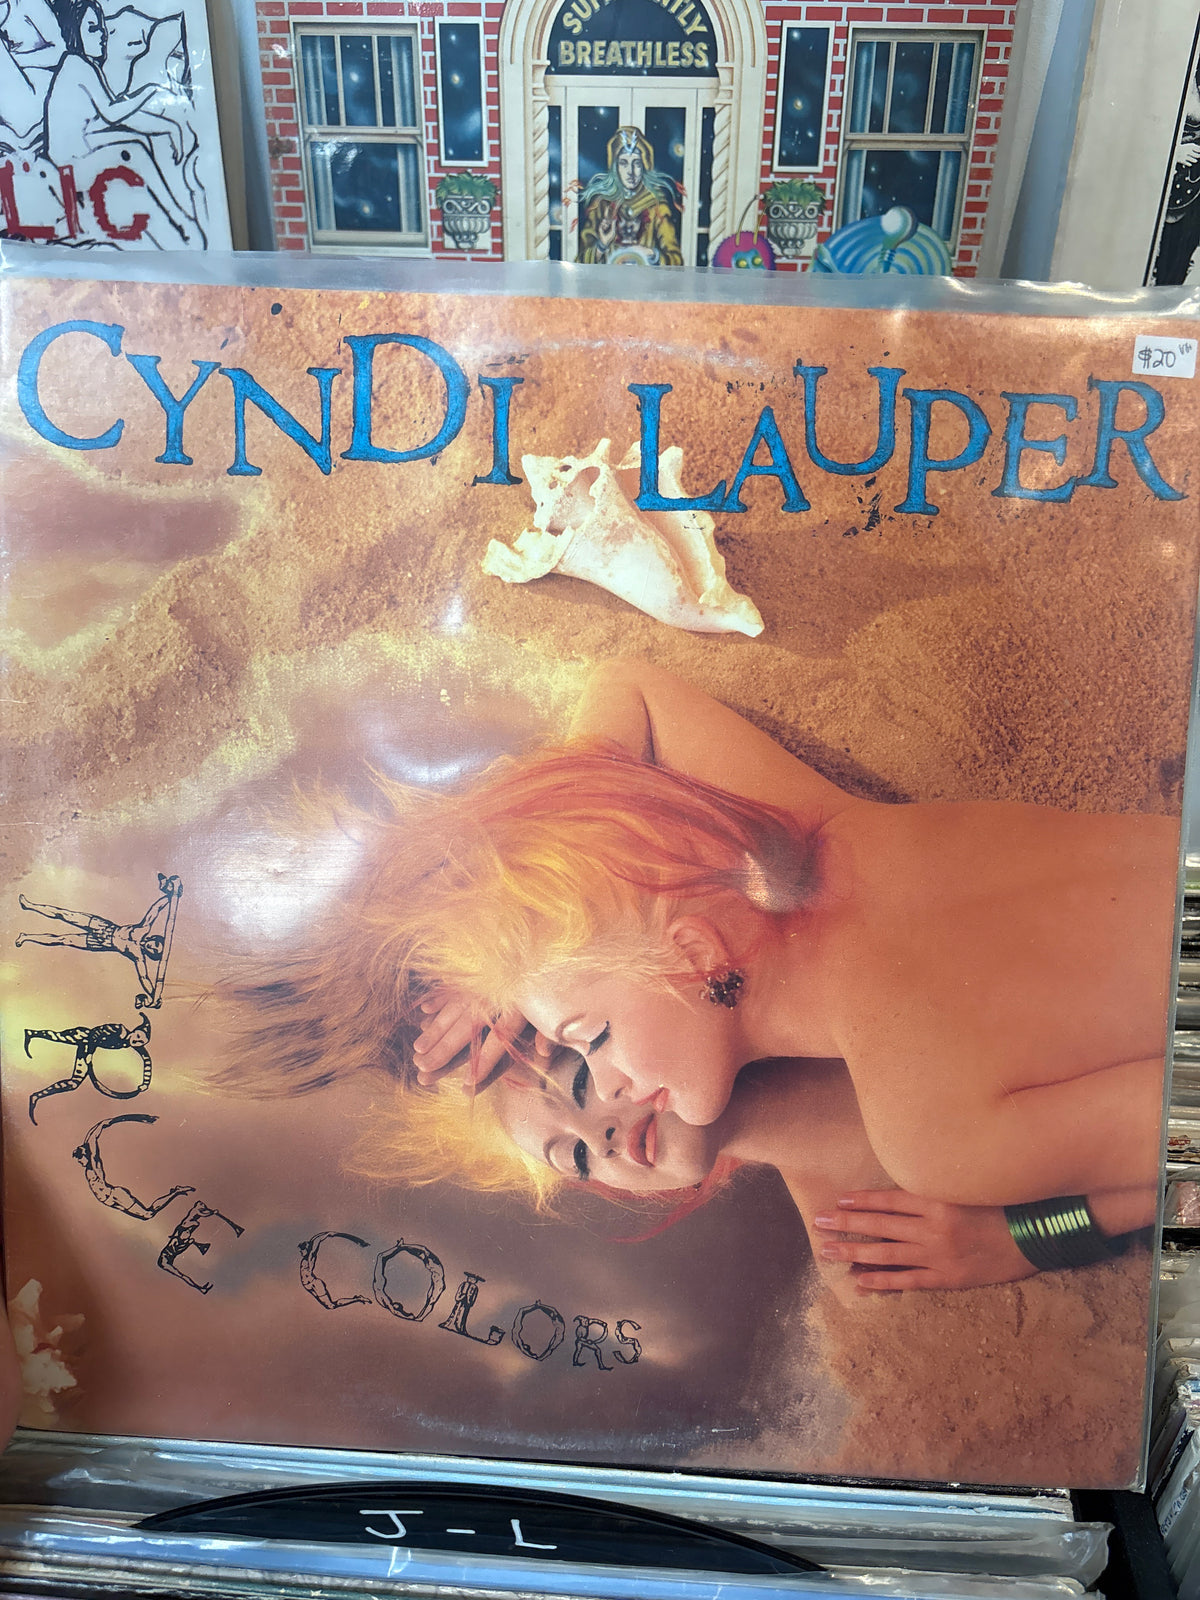 BREATHLESS
LIC
CYNDI LAUPER
$20
TRUE COLORS
J - L